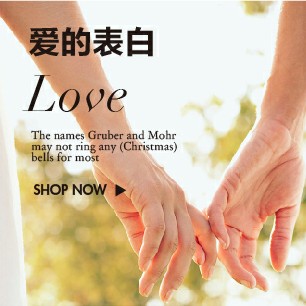 爱的表白
Love
The names Gruber and Mohr
may not ring any (Christmas)
bells for most
SHOP NOW ▶